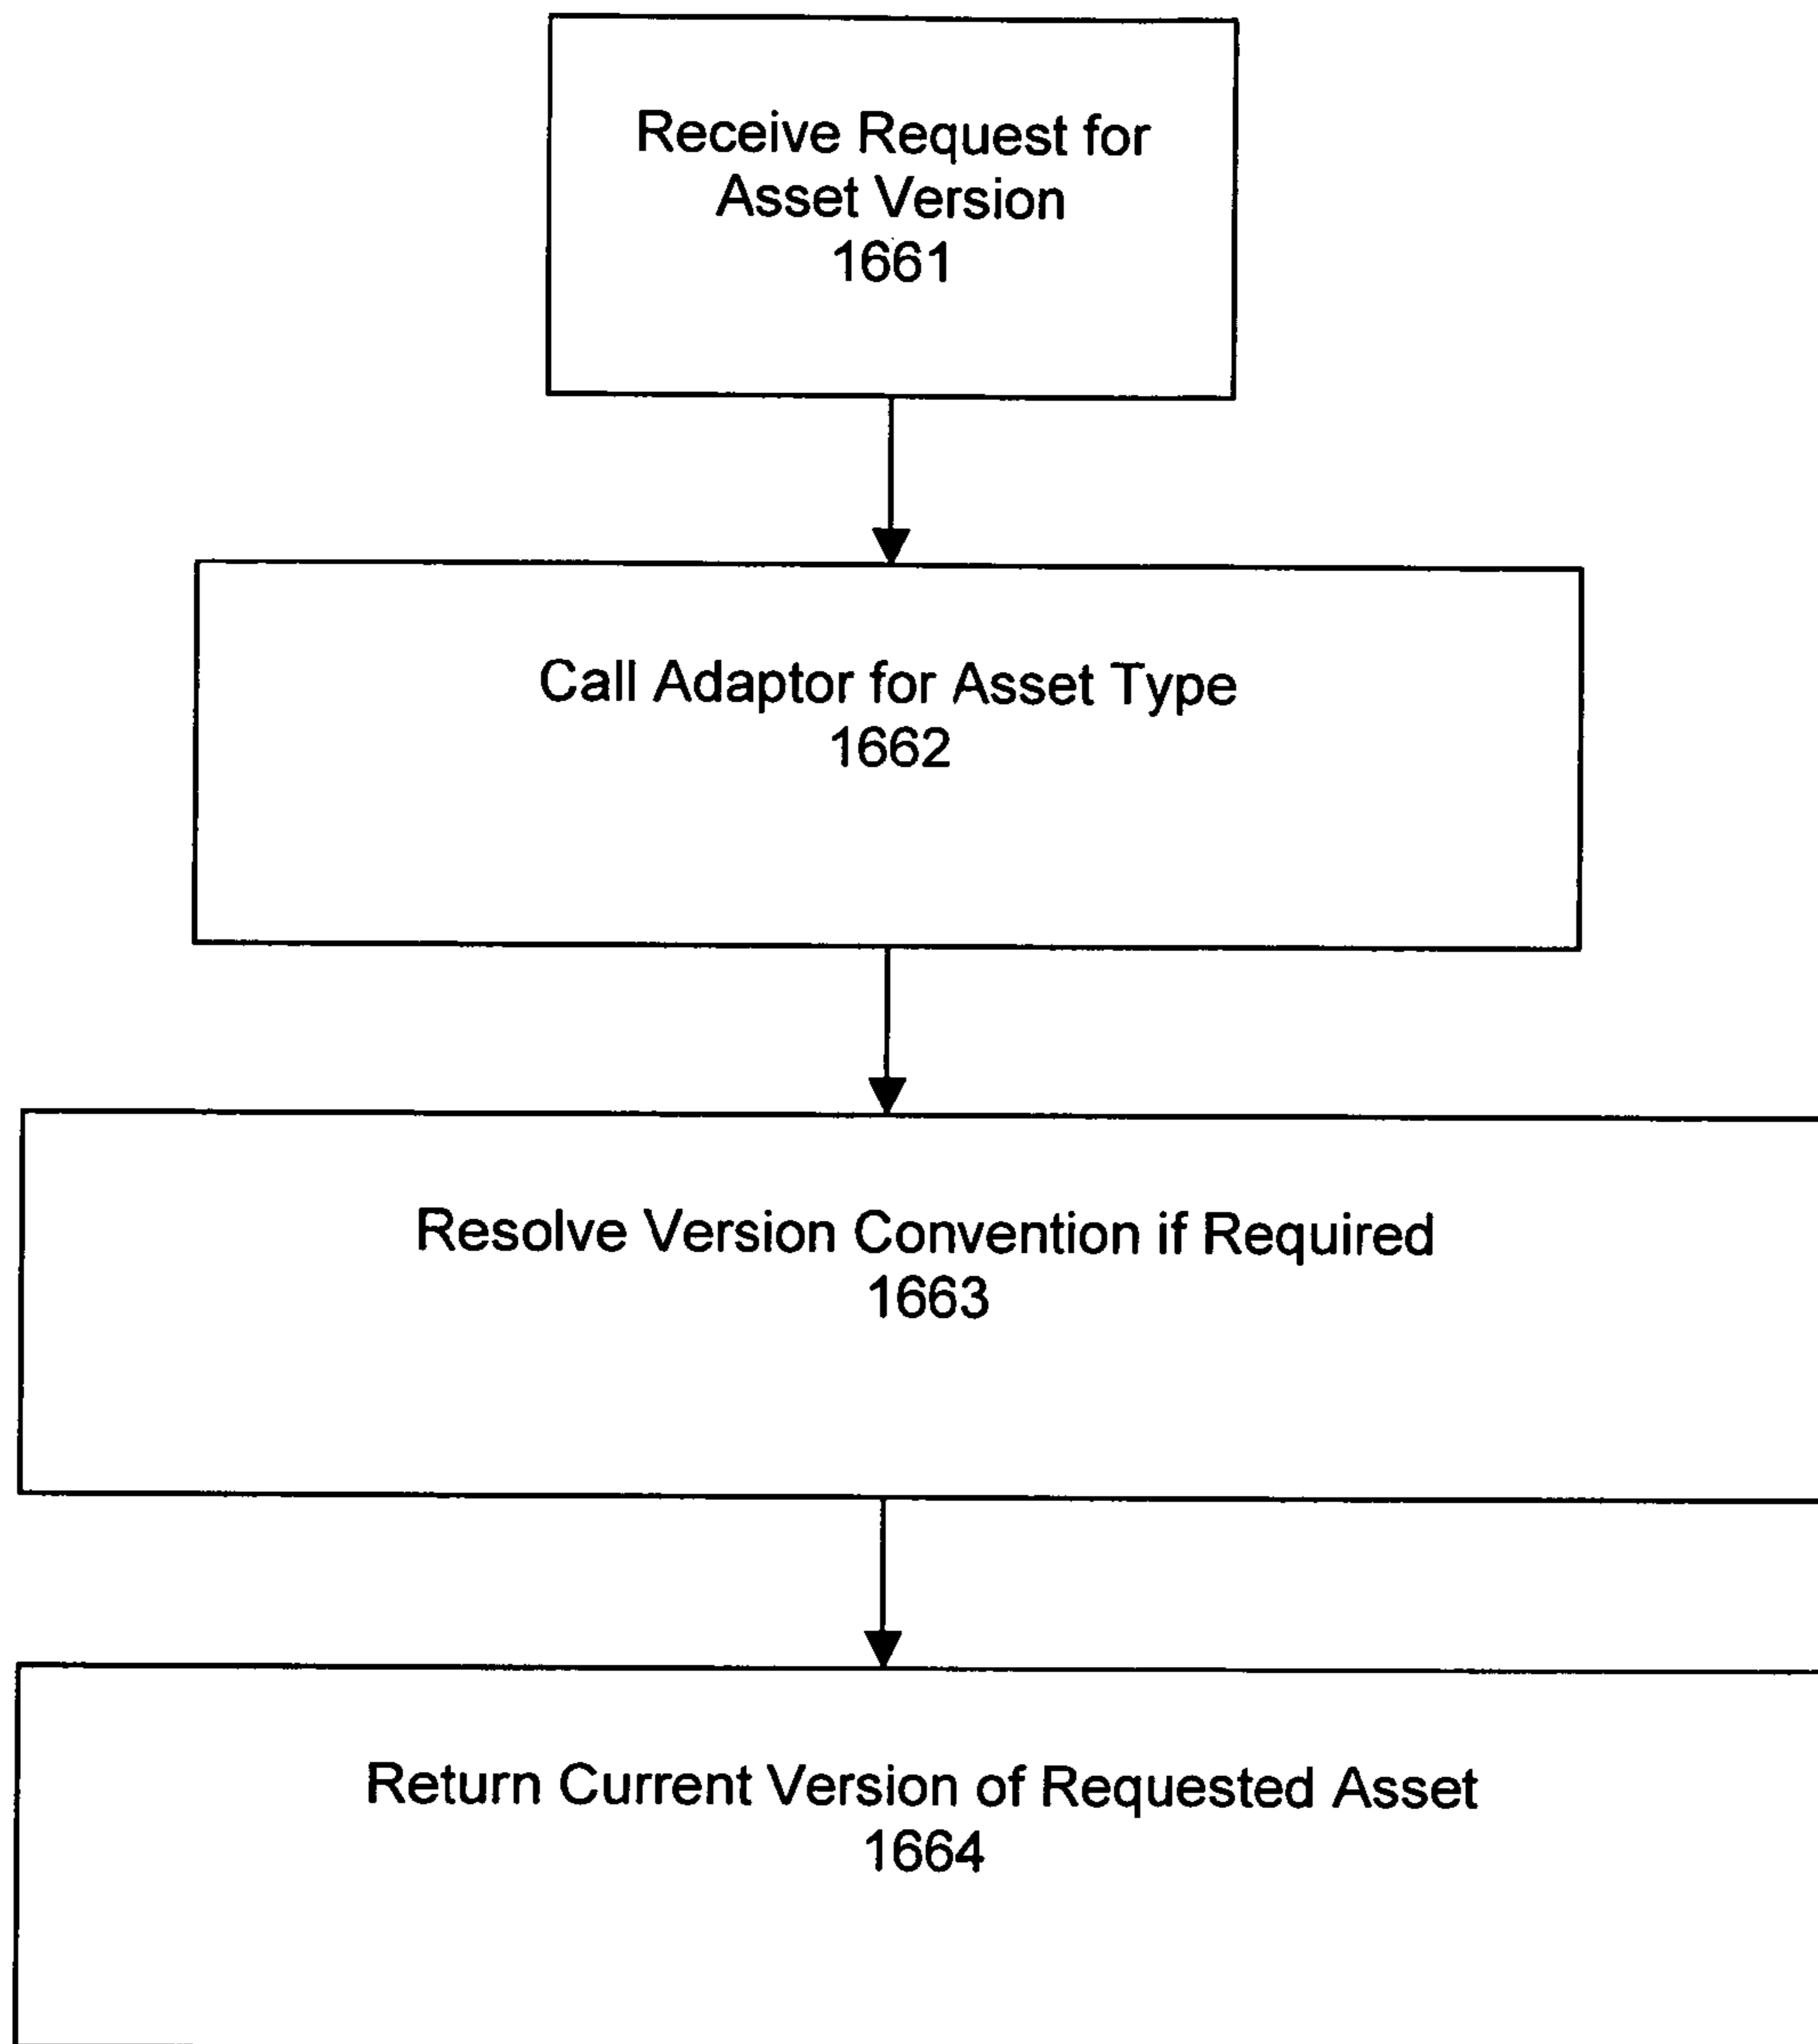 Receive Request for
Asset Version
1661
Call Adaptor for Asset Type
1662
Resolve Version Convention if Required
1663
Return Current Version of Requested Asset
1664